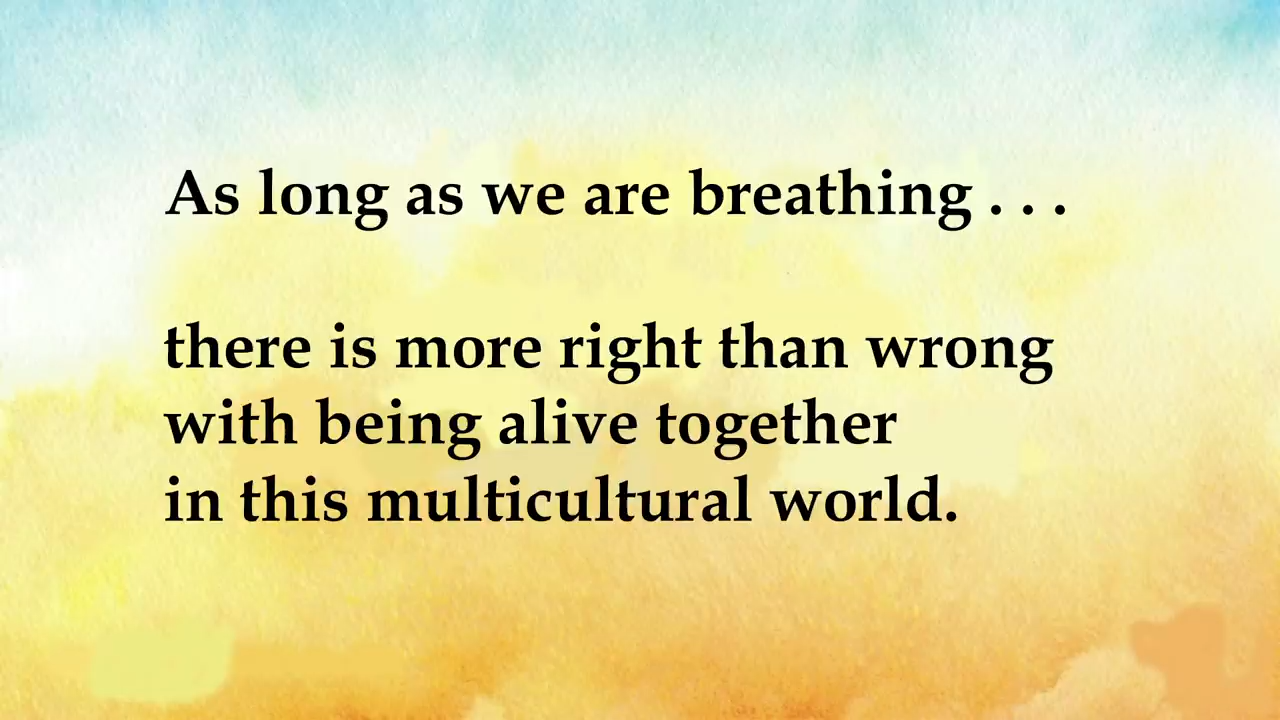 As long as we are breathing . . .
there is more right than wrong
with being alive together
in this multicultural world.